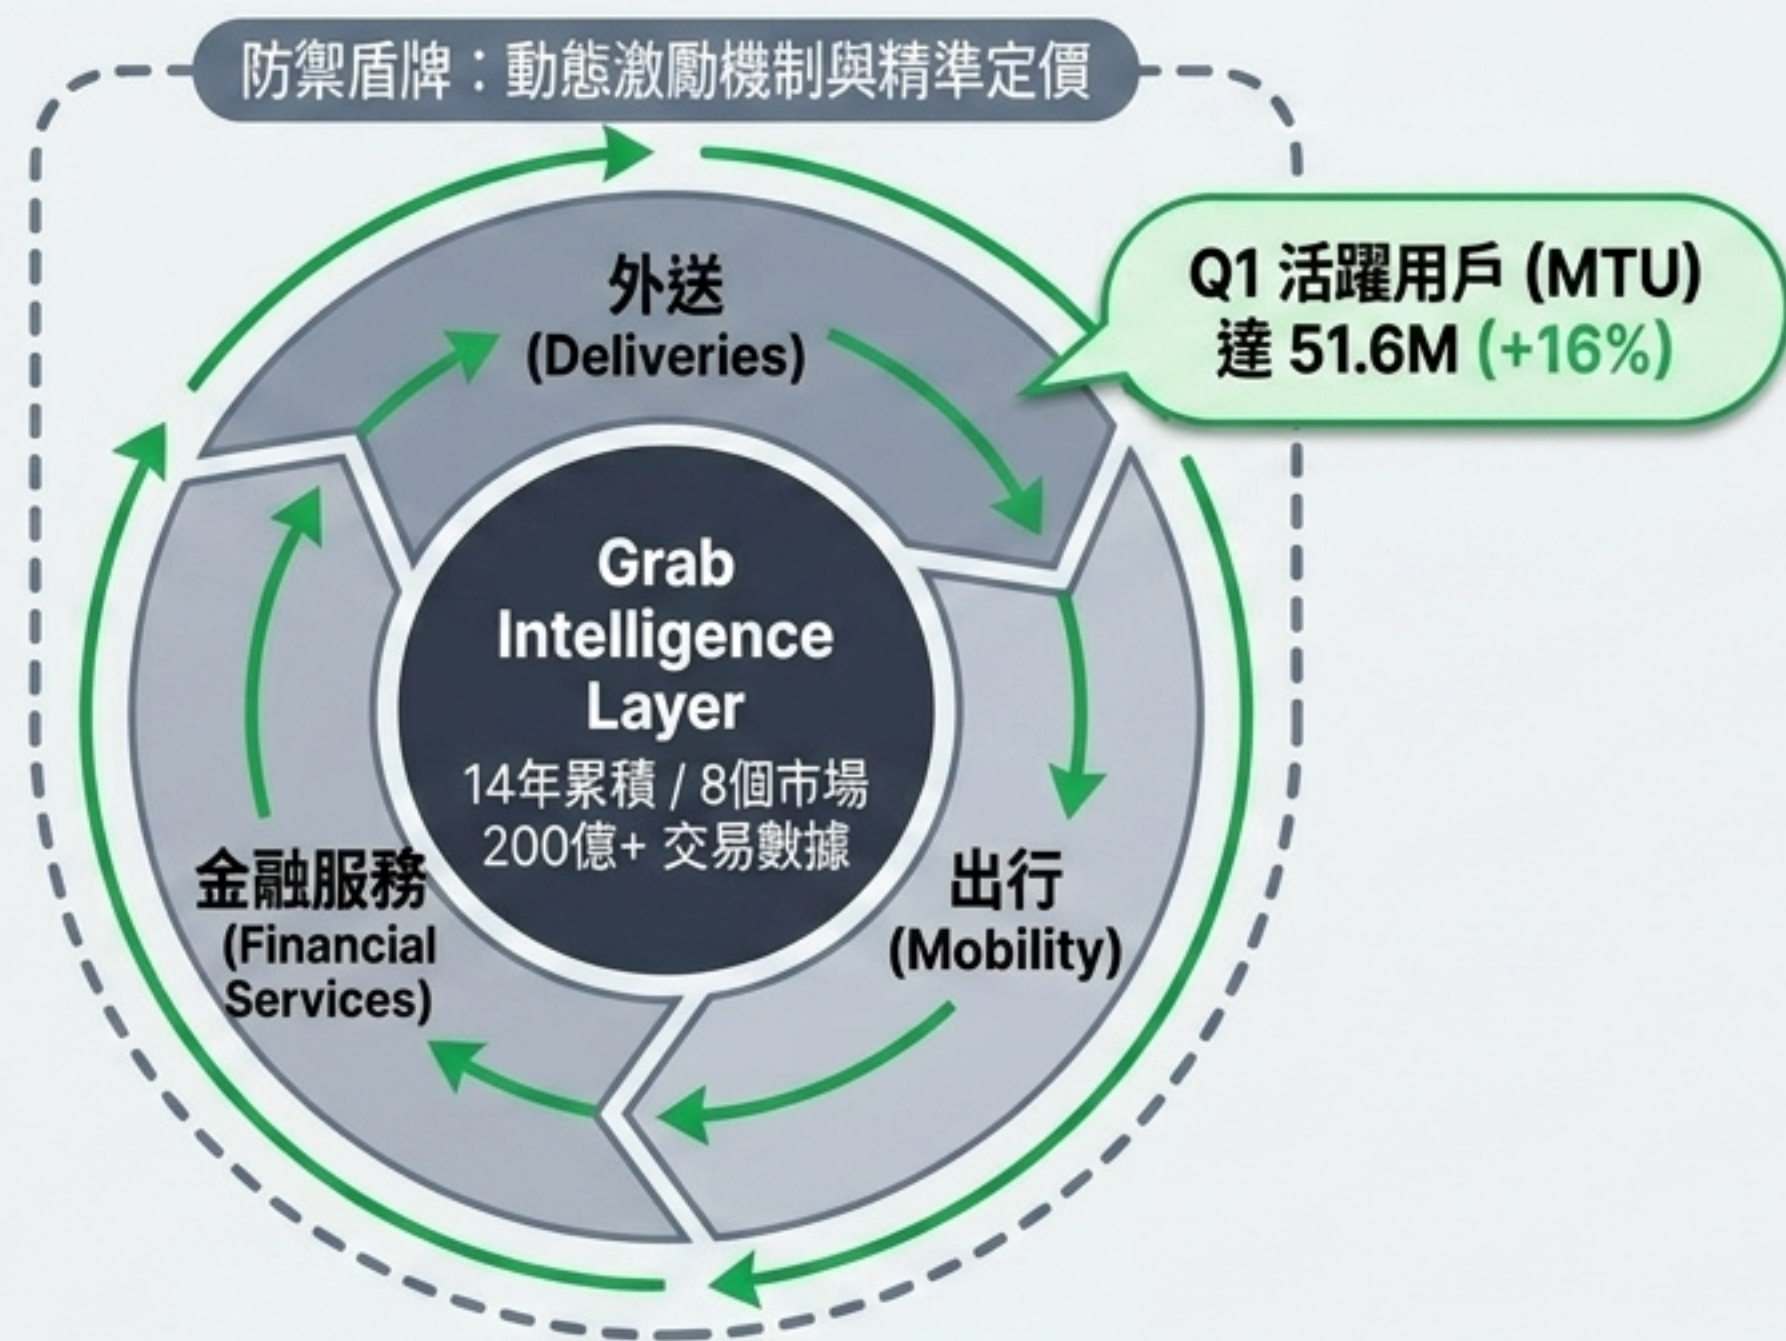 防禦盾牌：動態激勵機制與精準定價
Q1 活躍用戶 (MTU)
達 51.6M (+16%)
外送
(Deliveries)
Grab
Intelligence
Layer
14年累積 / 8個市場
200億+ 交易數據
金融服務
(Financial
Services)
出行
(Mobility)